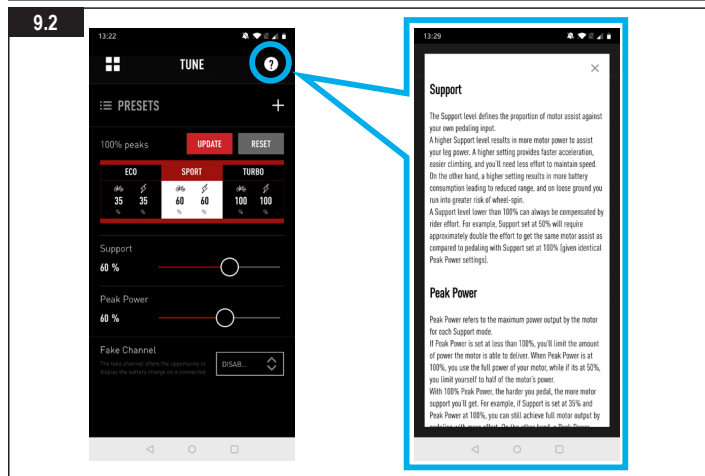 9.2
13:22
TUNE
?
PRESETS
+
100% peaks
UPDATE
RESET
ECO SPORT TURBO
35 35 60 60 100 100
% % % % % %
Support
60 %
Peak Power
60 %
Fake Channel
The fake channel offers the opportunity to
display the battery charge on a connected
DISAB...
13:29
Support
The Support level defines the proportion of motor assist against
your own pedaling input.
A higher Support level results in more motor power to assist
your leg power. A higher setting provides faster acceleration,
easier climbing, and you'll need less effort to maintain speed.
On the other hand, a higher setting results in more battery
consumption leading to reduced range, and on loose ground you
run into greater risk of wheel-spin.
A Support level lower than 100% can always be compensated by
rider effort. For example, Support set at 50% will require
approximately double the effort to get the same motor assist as
compared to pedaling with Support set at 100% (given identical
Peak Power settings).
Peak Power
Peak Power refers to the maximum power output by the motor
for each Support mode.
If Peak Power is set at less than 100%, you'll limit the amount
of power the motor is able to deliver. When Peak Power is at
100%, you use the full power of your motor, while if its at 50%,
you limit yourself to half of the motor's power.
With 100% Peak Power, the harder you pedal, the more motor
support you'll get. For example, if Support is set at 35% and
Peak Power at 100%, you can still achieve full motor output by
pedaling with more effort. On the other hand, a Peak Power